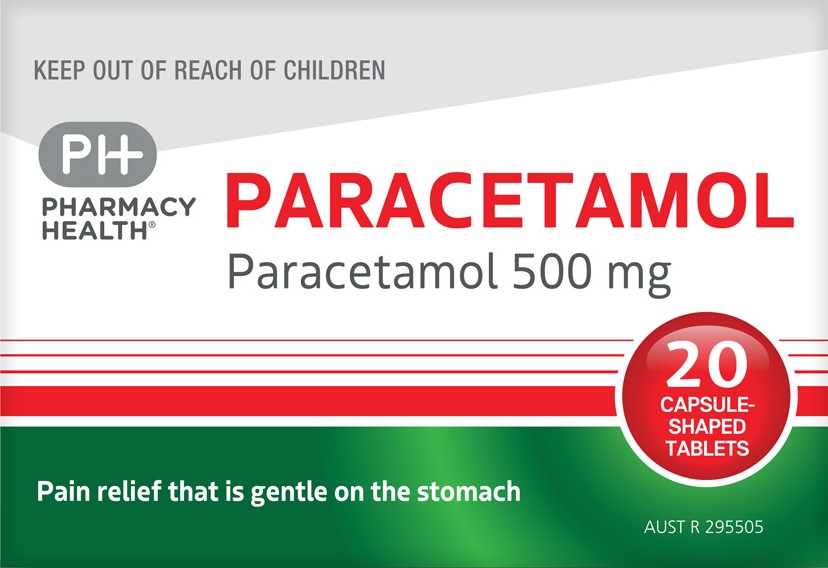 KEEP OUT OF REACH OF CHILDREN
PH+
PHARMACY
HEALTH®
PARACETAMOL
Paracetamol 500 mg
20
CAPSULE-
SHAPED
TABLETS
Pain relief that is gentle on the stomach
AUST R 295505